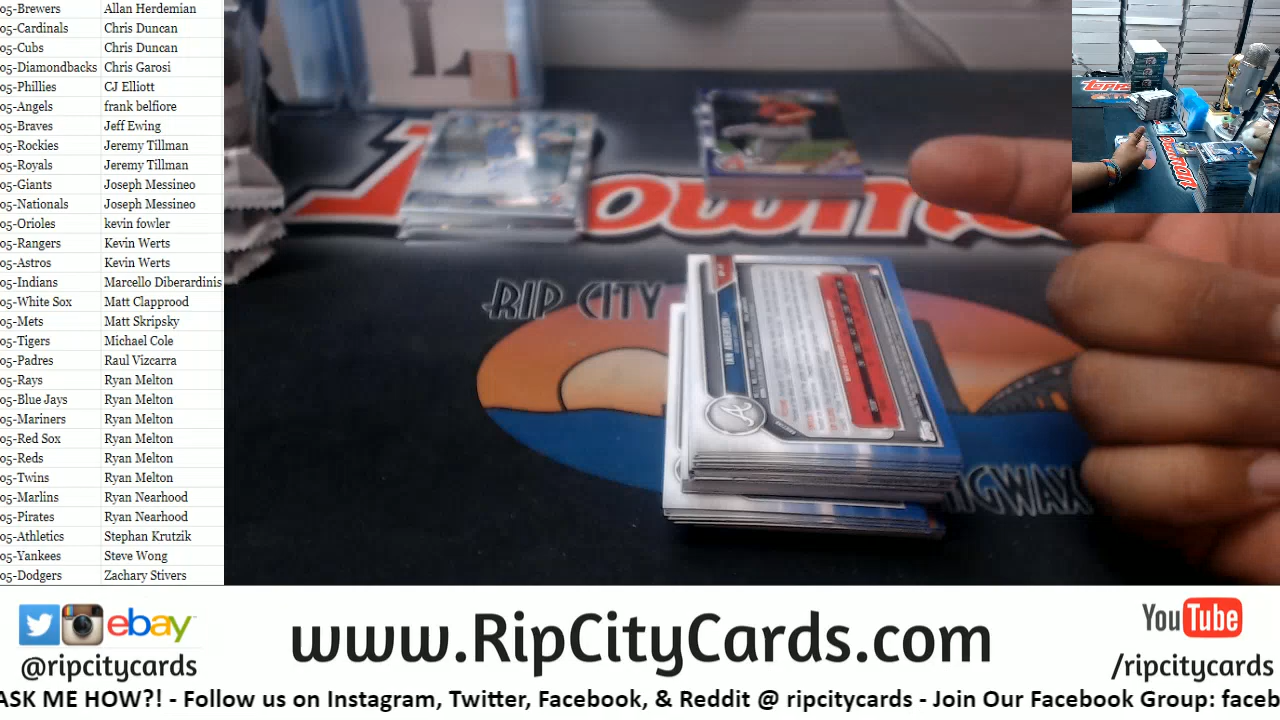 05-Brewers Allan Herdemian
05-Cardinals Chris Duncan
05-Cubs Chris Duncan
05-Diamondbacks Chris Garosi
05-Phillies CJ Elliott
05-Angels frank belfiore
05-Braves Jeff Ewing
05-Rockies Jeremy Tillman
05-Royals Jeremy Tillman
05-Giants Joseph Messineo
05-Nationals Joseph Messineo
05-Orioles kevin fowler
05-Rangers Kevin Werts
05-Astros Kevin Werts
05-Indians Marcello Diberardinis
05-White Sox Matt Clapprood
05-Mets Matt Skripsky
05-Tigers Michael Cole
05-Padres Raul Vizcarra
05-Rays Ryan Melton
05-Blue Jays Ryan Melton
05-Mariners Ryan Melton
05-Red Sox Ryan Melton
05-Reds Ryan Melton
05-Twins Ryan Melton
05-Marlins Ryan Nearhood
05-Pirates Ryan Nearhood
05-Athletics Stephan Krutzik
05-Yankees Steve Wong
05-Dodgers Zachary Stivers
RIP CITY
IAN ANDERSON
A
Topps
Bowman
ebay
@ripcitycards
www.RipCityCards.com
YouTube
/ripcitycards
ASK ME HOW?! - Follow us on Instagram, Twitter, Facebook, & Reddit @ ripcitycards - Join Our Facebook Group: faceb